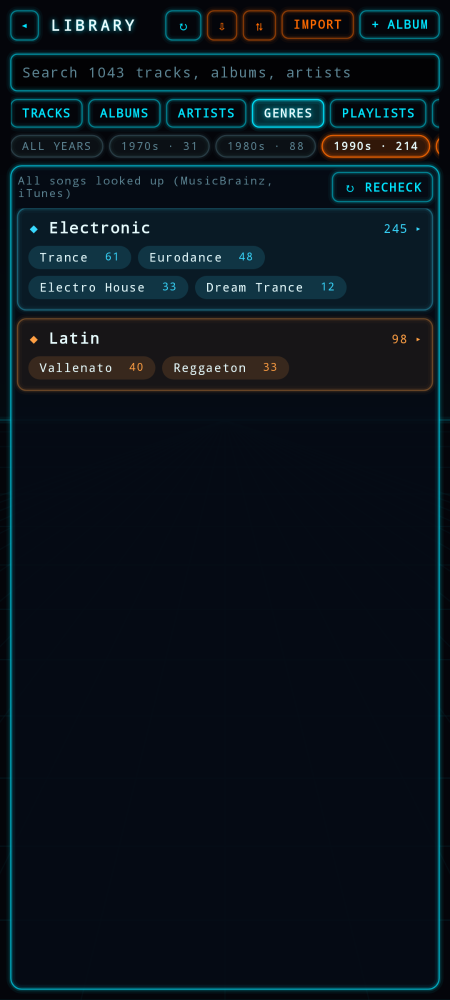 LIBRARY
IMPORT
+ ALBUM
Search 1043 tracks, albums, artists
TRACKS
ALBUMS
ARTISTS
GENRES
PLAYLISTS
ALL YEARS
1970s · 31
1980s · 88
1990s · 214
All songs looked up (MusicBrainz,
iTunes)
↻ RECHECK
◆ Electronic 245 ▸
Trance 61
Eurodance 48
Electro House 33
Dream Trance 12
◆ Latin 98 ▸
Vallenato 40
Reggaeton 33